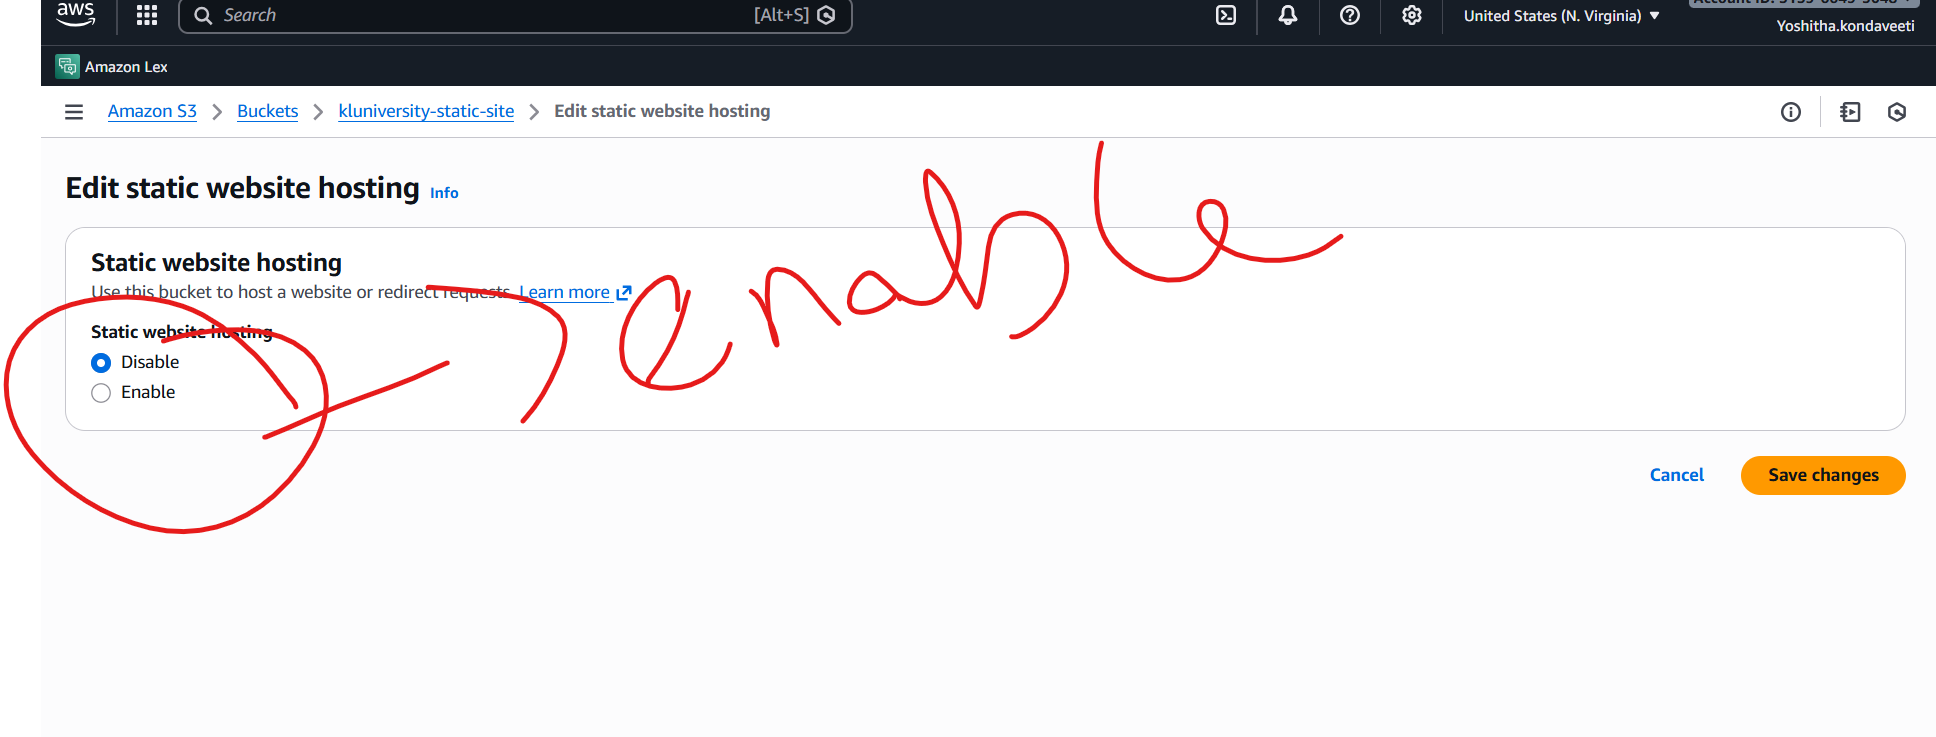 aws
Search [Alt+S]
United States (N. Virginia)
Yoshitha.kondaveeti
Amazon Lex
Amazon S3 > Buckets > kluniversity-static-site > Edit static website hosting
Edit static website hosting Info
Static website hosting
Use this bucket to host a website or redirect requests. Learn more
Static website hosting
Disable
Enable
enable
Cancel Save changes